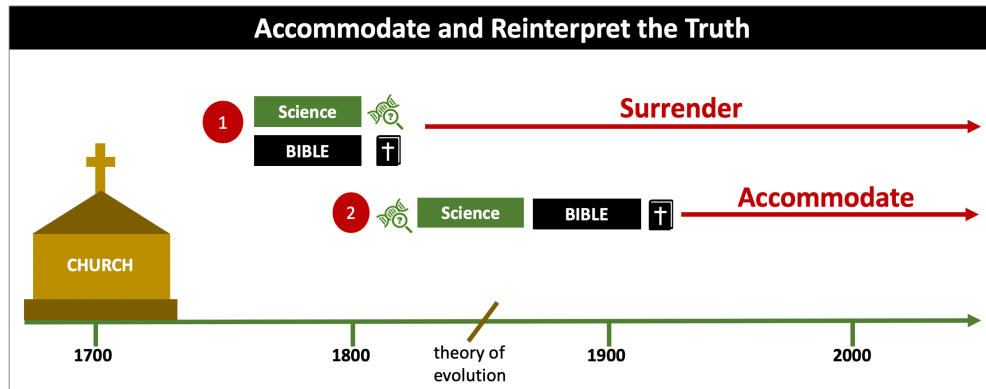 Accommodate and Reinterpret the Truth
1
Science
?
Surrender
BIBLE
2
?
Science
BIBLE
Accommodate
CHURCH
1700
1800
theory of
evolution
1900
2000